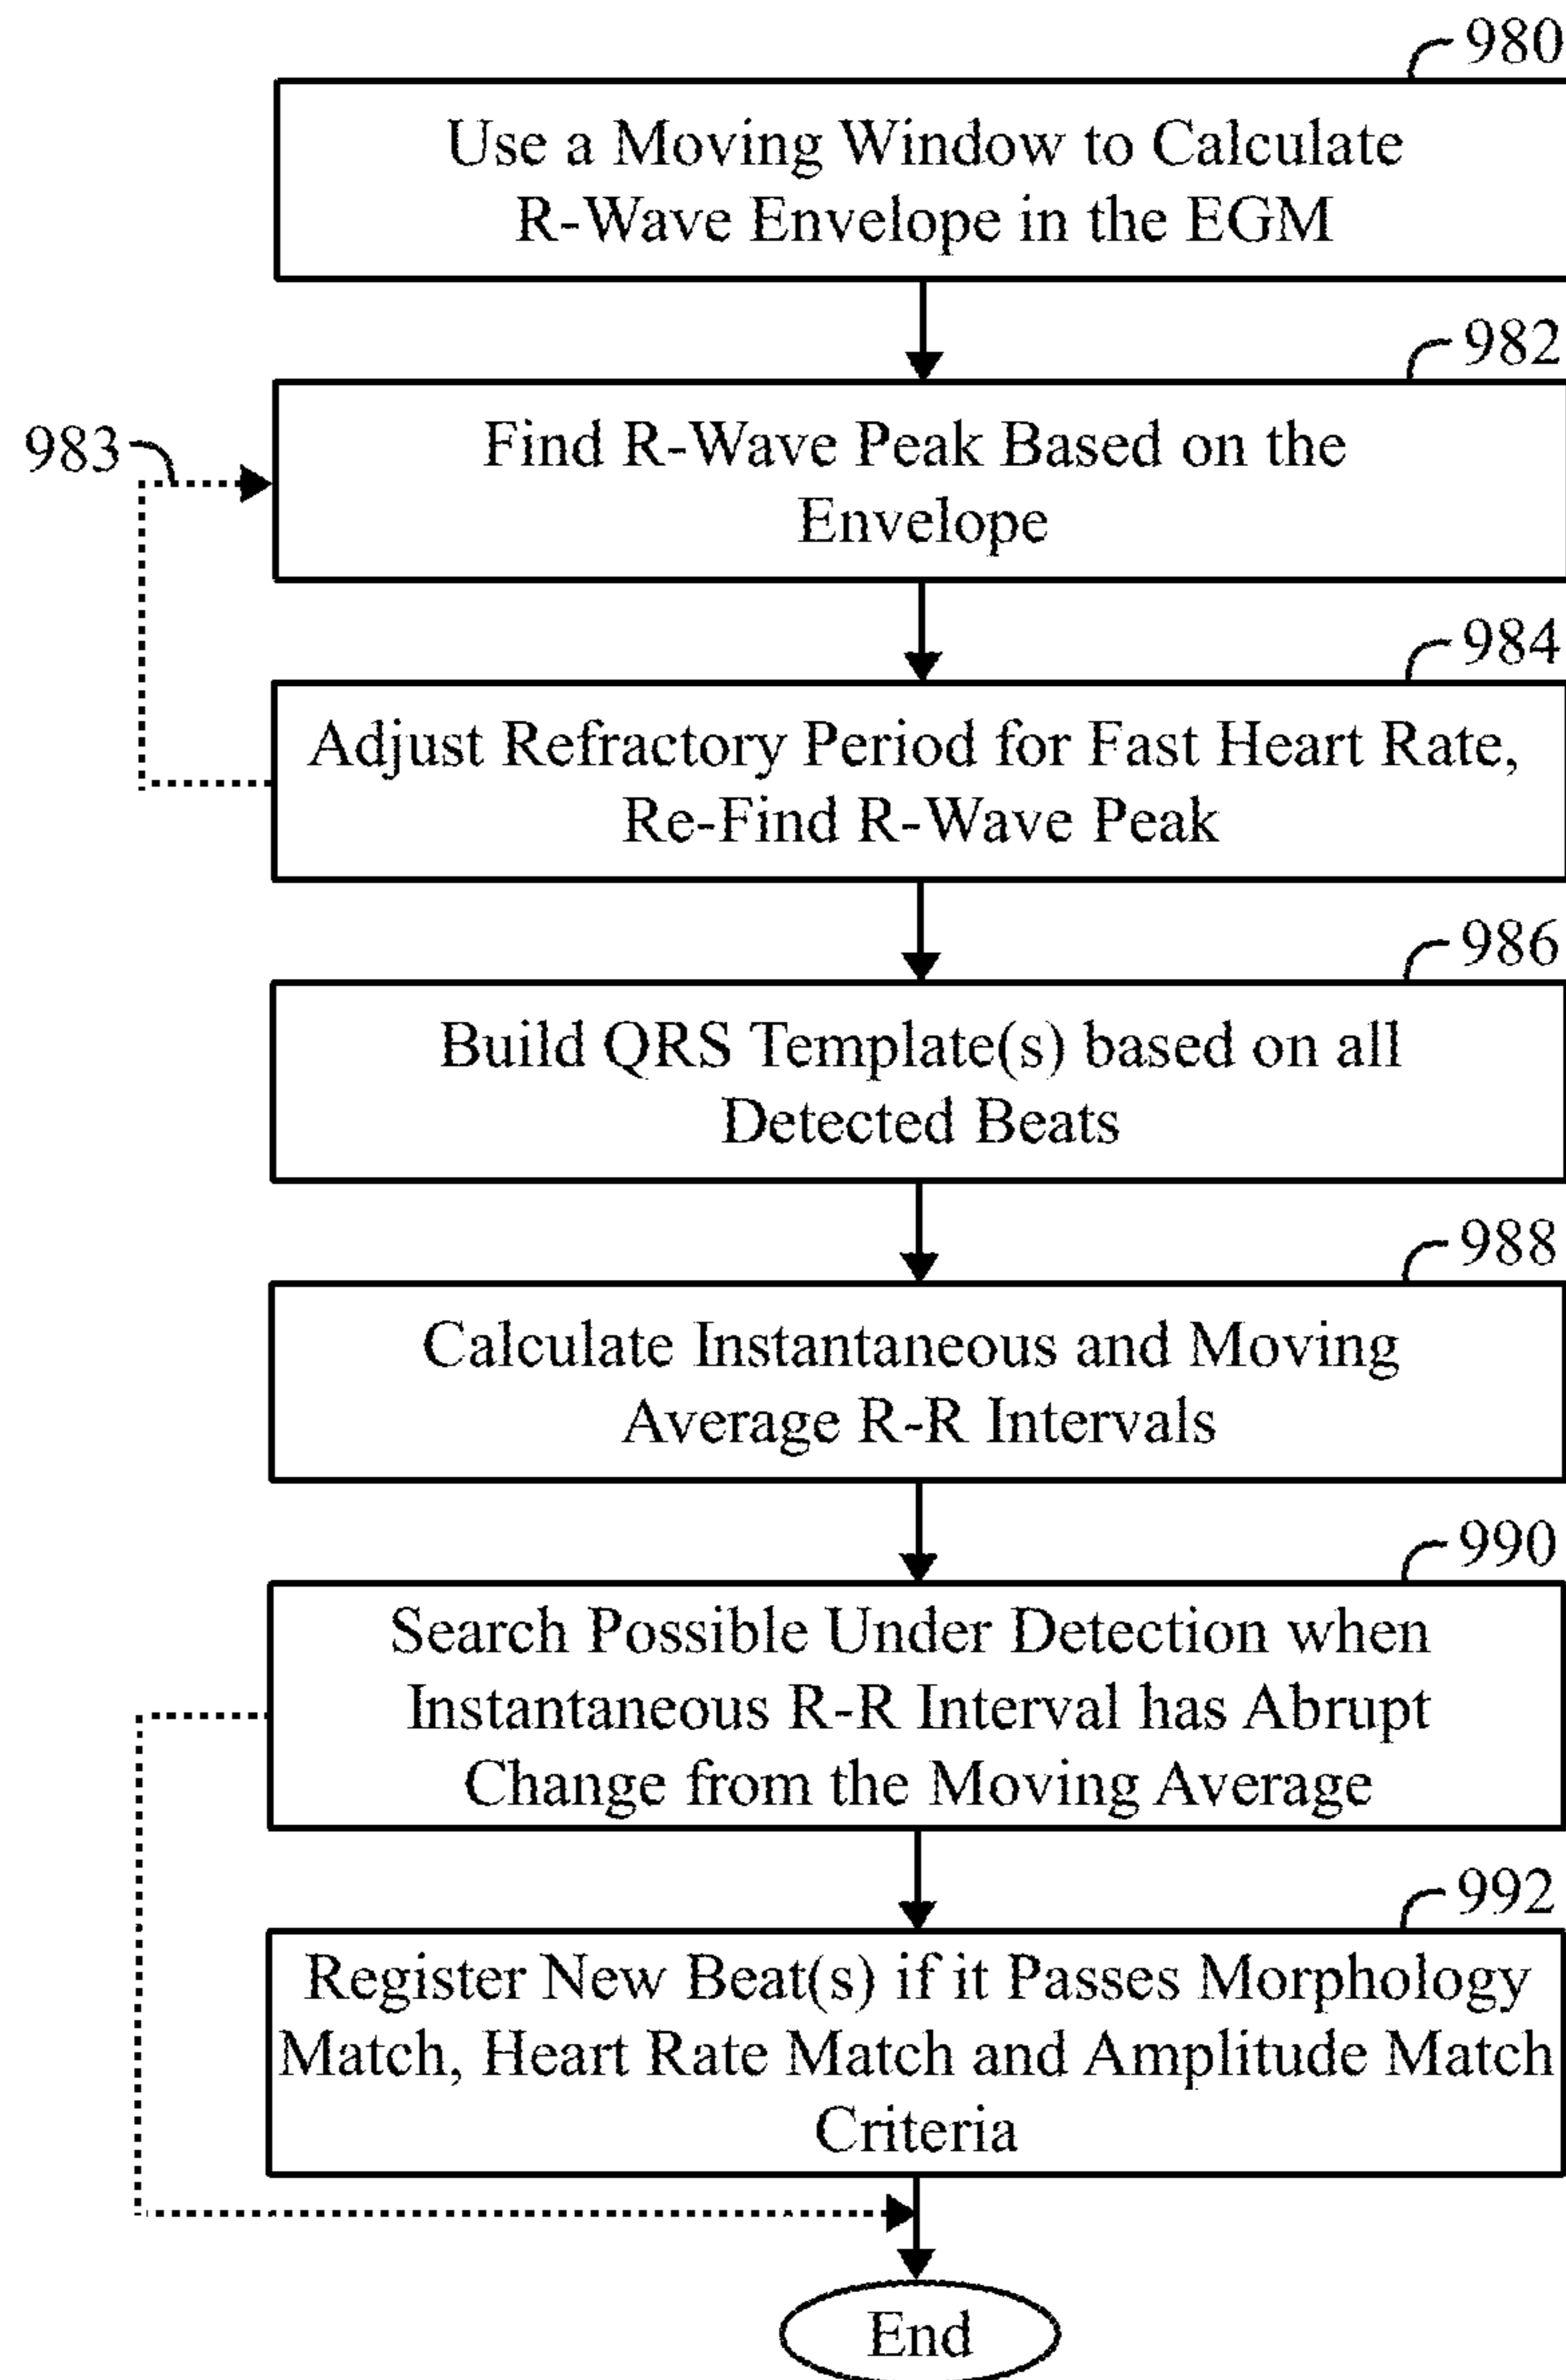 980
Use a Moving Window to Calculate
R-Wave Envelope in the EGM
982
983
Find R-Wave Peak Based on the
Envelope
984
Adjust Refractory Period for Fast Heart Rate,
Re-Find R-Wave Peak
986
Build QRS Template(s) based on all
Detected Beats
988
Calculate Instantaneous and Moving
Average R-R Intervals
990
Search Possible Under Detection when
Instantaneous R-R Interval has Abrupt
Change from the Moving Average
992
Register New Beat(s) if it Passes Morphology
Match, Heart Rate Match and Amplitude Match
Criteria
End